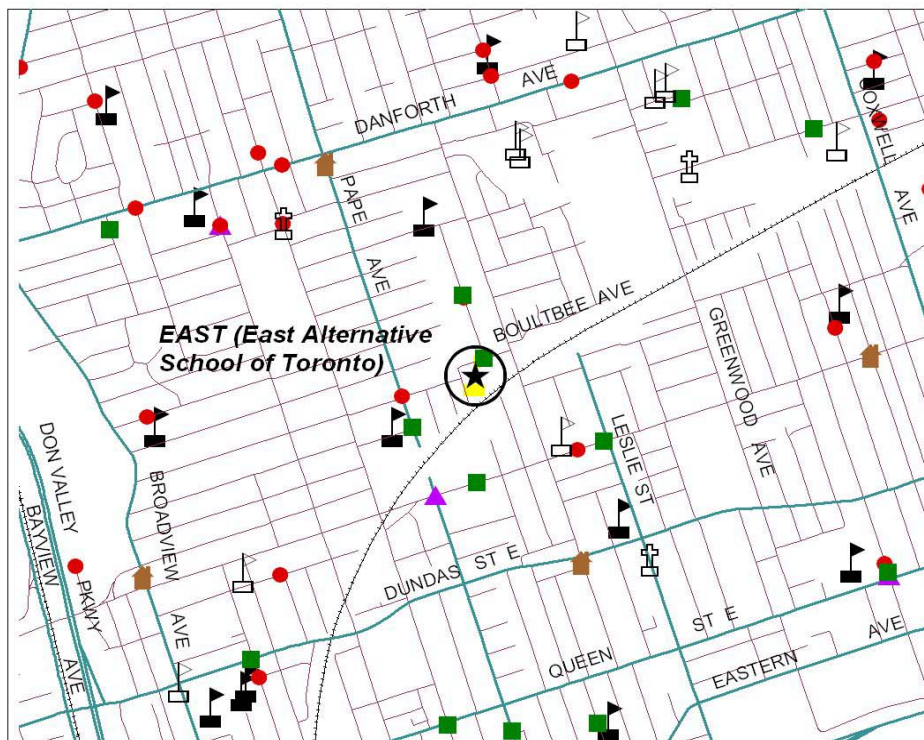 DANFORTH AVE
COXWELL AVE
PAPE AVE
BOULTBEE AVE
EAST (East Alternative
School of Toronto)
GREENWOOD AVE
LESLIE ST
DON VALLEY PKWY
BAYVIEW AVE
BROADVIEW AVE
DUNDAS ST E
QUEEN ST E
EASTERN AVE